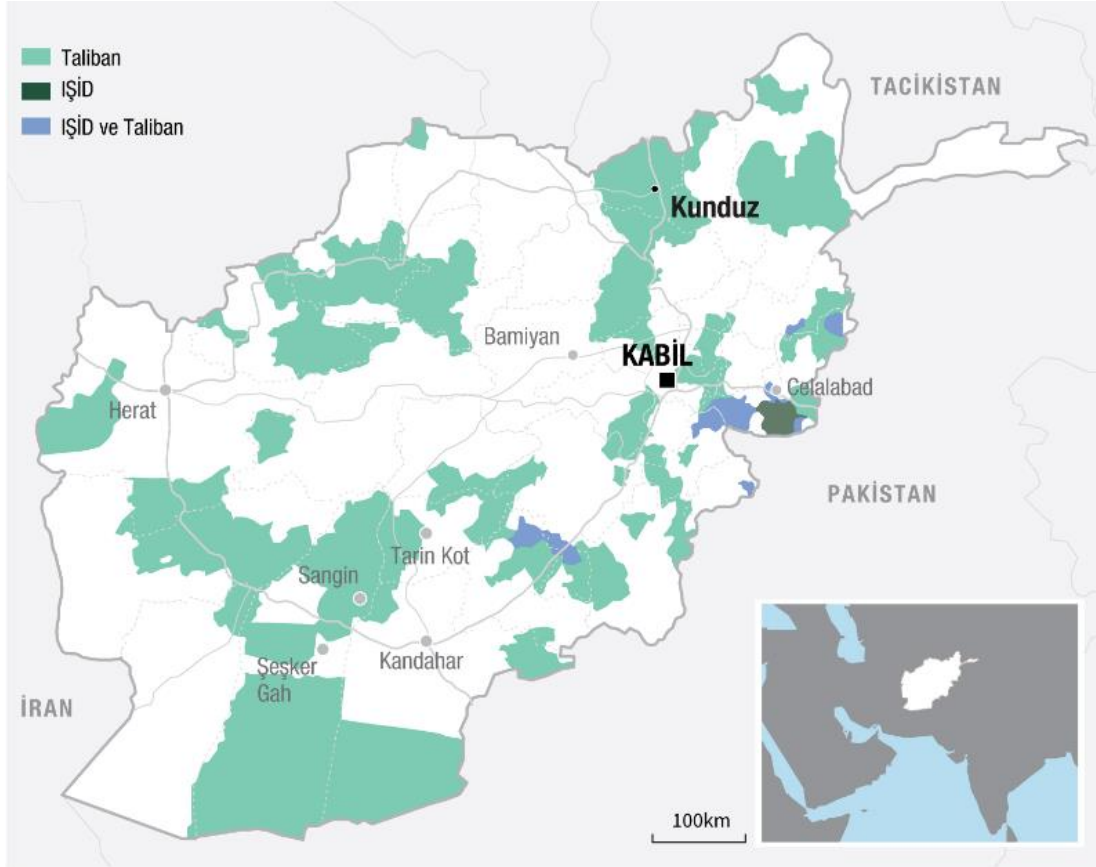 Taliban
IŞİD
IŞİD ve Taliban
TACİKİSTAN
Kunduz
Bamiyan
KABİL
Celalabad
Herat
PAKİSTAN
Tarin Kot
Sangin
Kandahar
Şeşker
Gah
İRAN
100km